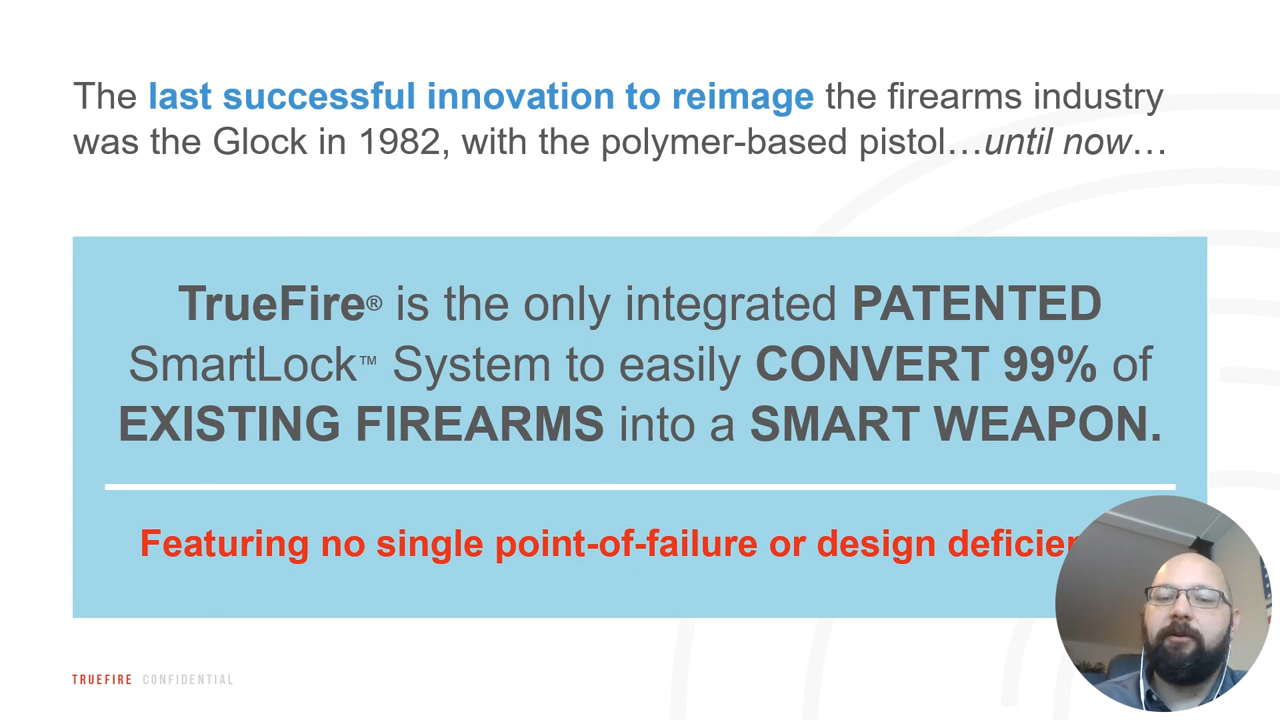 The last successful innovation to reimage the firearms industry
was the Glock in 1982, with the polymer-based pistol…until now…
TrueFire® is the only integrated PATENTED
SmartLock™ System to easily CONVERT 99% of
EXISTING FIREARMS into a SMART WEAPON.
Featuring no single point-of-failure or design
TRUEFIRE CONFIDENTIAL